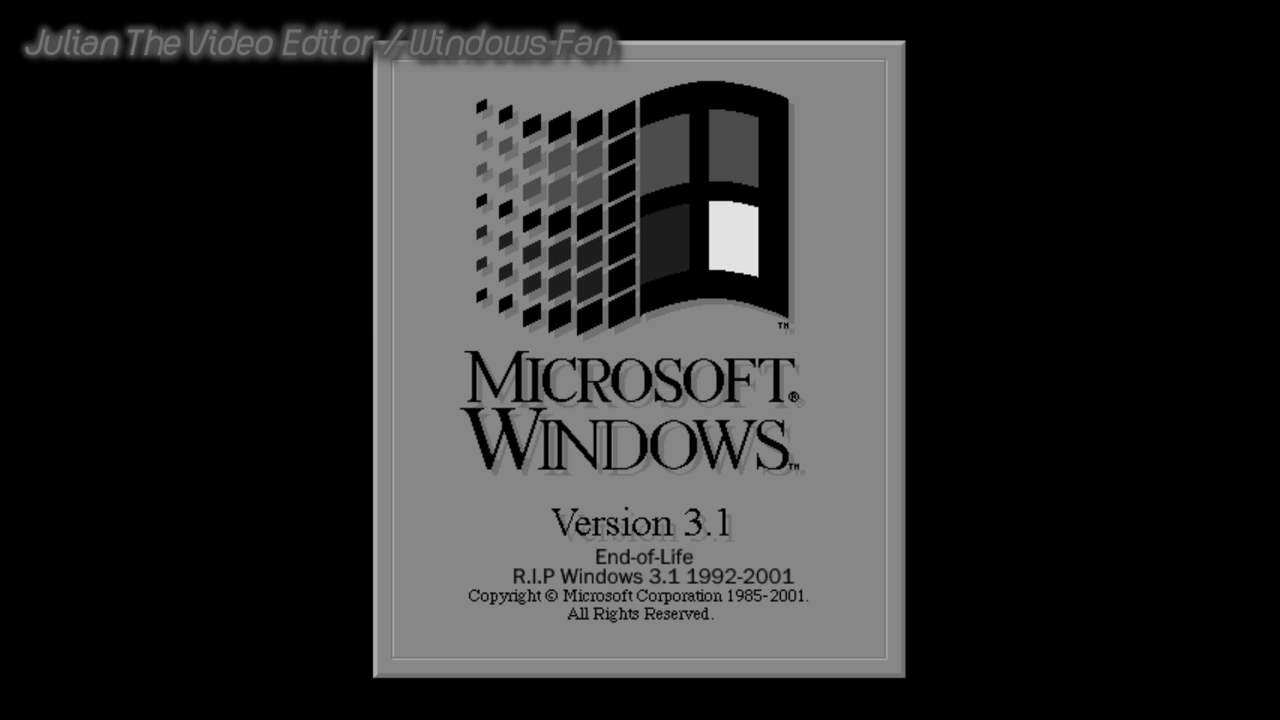 Julian The Video Editor / Windows Fan
TM
MICROSOFT®
WINDOWS™
Version 3.1
End-of-Life
R.I.P Windows 3.1 1992-2001
Copyright © Microsoft Corporation 1985-2001.
All Rights Reserved.